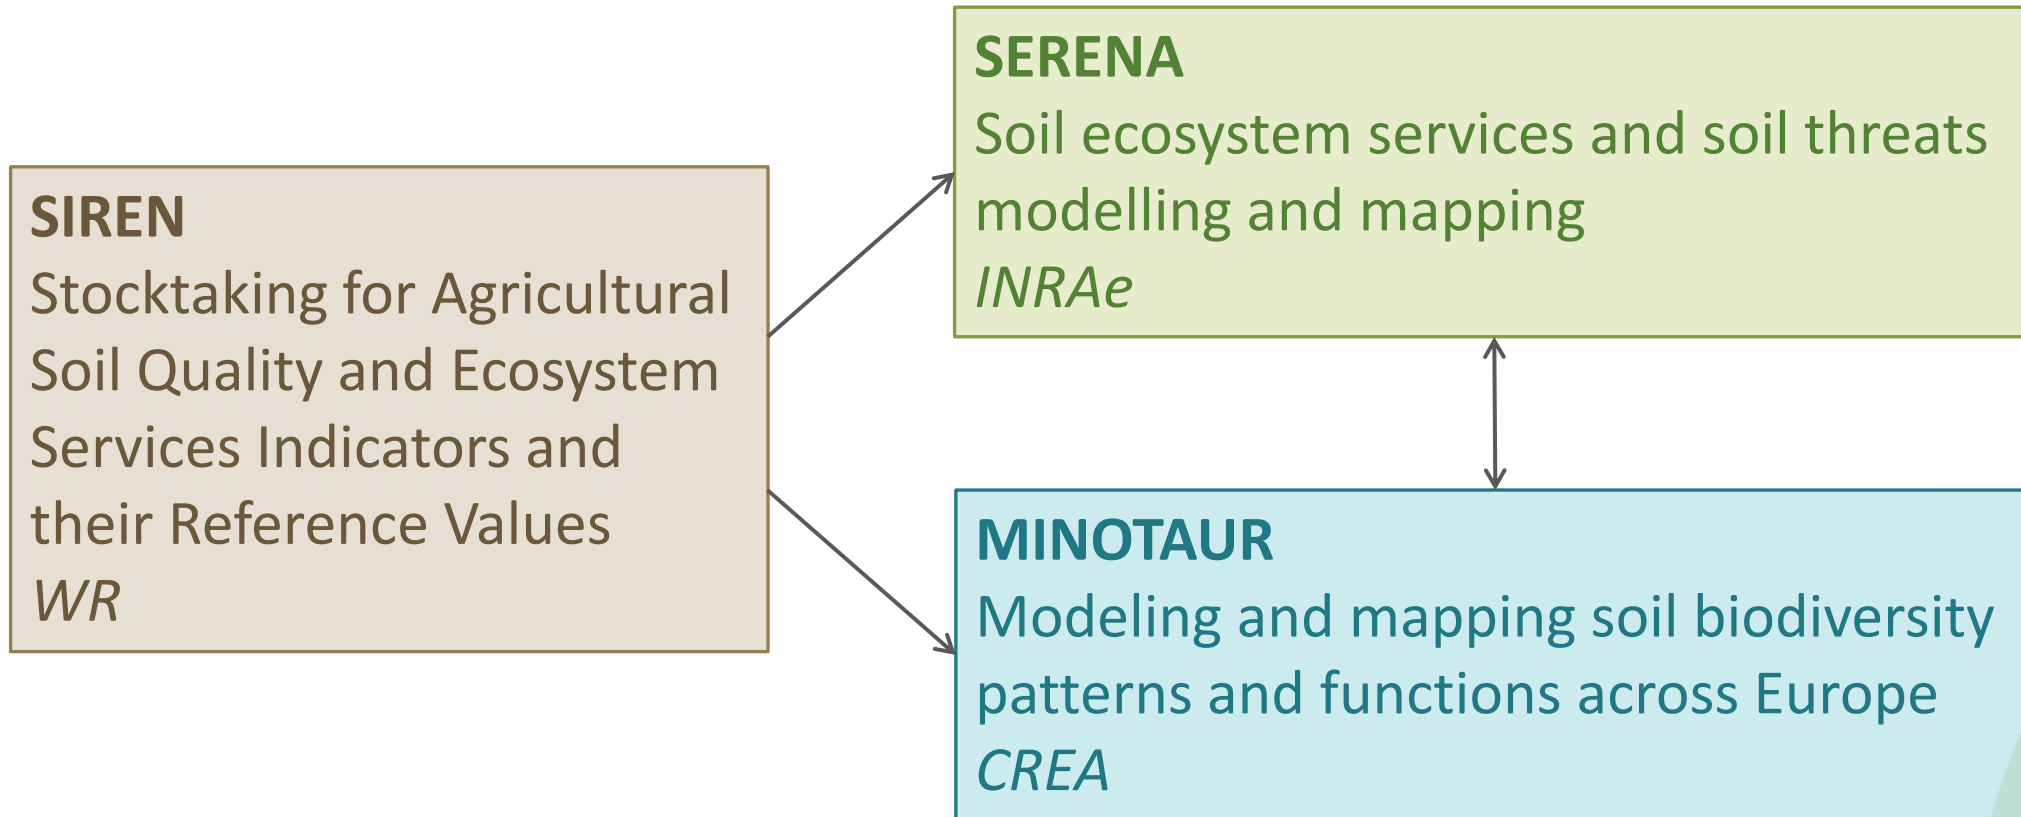 SIREN
Stocktaking for Agricultural
Soil Quality and Ecosystem
Services Indicators and
their Reference Values
WR
SERENA
Soil ecosystem services and soil threats
modelling and mapping
INRAe
MINOTAUR
Modeling and mapping soil biodiversity
patterns and functions across Europe
CREA